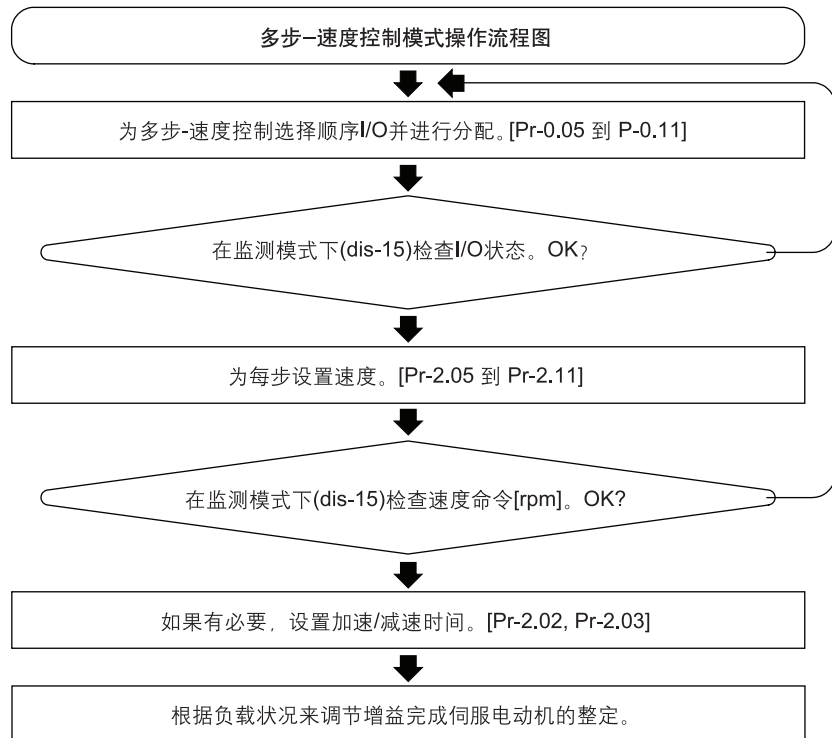 多步–速度控制模式操作流程图
为多步-速度控制选择顺序I/O并进行分配。[Pr-0.05 到 P-0.11]
在监测模式下(dis-15)检查I/O状态。OK?
为每步设置速度。[Pr-2.05 到 Pr-2.11]
在监测模式下(dis-15)检查速度命令[rpm]。OK?
如果有必要，设置加速/减速时间。[Pr-2.02, Pr-2.03]
根据负载状况来调节增益完成伺服电动机的整定。